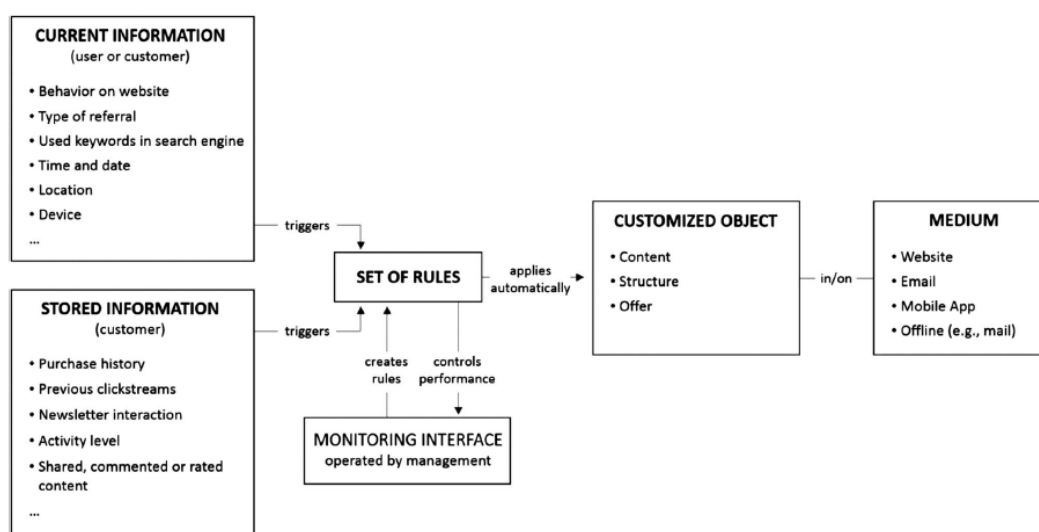 CURRENT INFORMATION
(user or customer)
• Behavior on website
• Type of referral
• Used keywords in search engine
• Time and date
• Location
• Device
...
STORED INFORMATION
(customer)
• Purchase history
• Previous clickstreams
• Newsletter interaction
• Activity level
• Shared, commented or rated
content
...
triggers
triggers
SET OF RULES
creates
rules
controls
performance
MONITORING INTERFACE
operated by management
applies
automatically
CUSTOMIZED OBJECT
• Content
• Structure
• Offer
in/on
MEDIUM
• Website
• Email
• Mobile App
• Offline (e.g., mail)